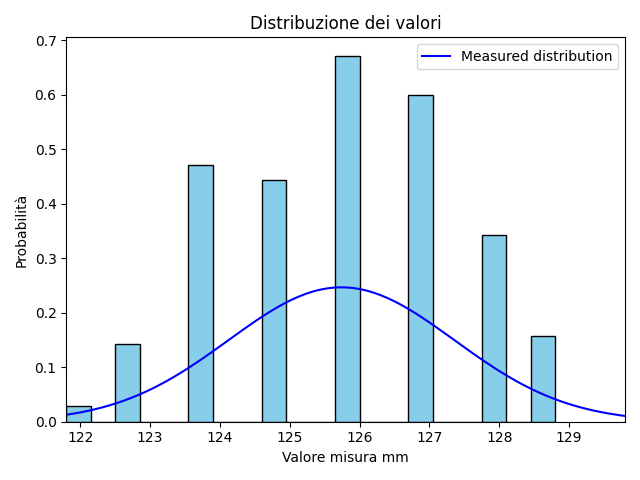 Distribuzione dei valori
Measured distribution
Probabilità
0.7
0.6
0.5
0.4
0.3
0.2
0.1
0.0
122 123 124 125 126 127 128 129
Valore misura mm